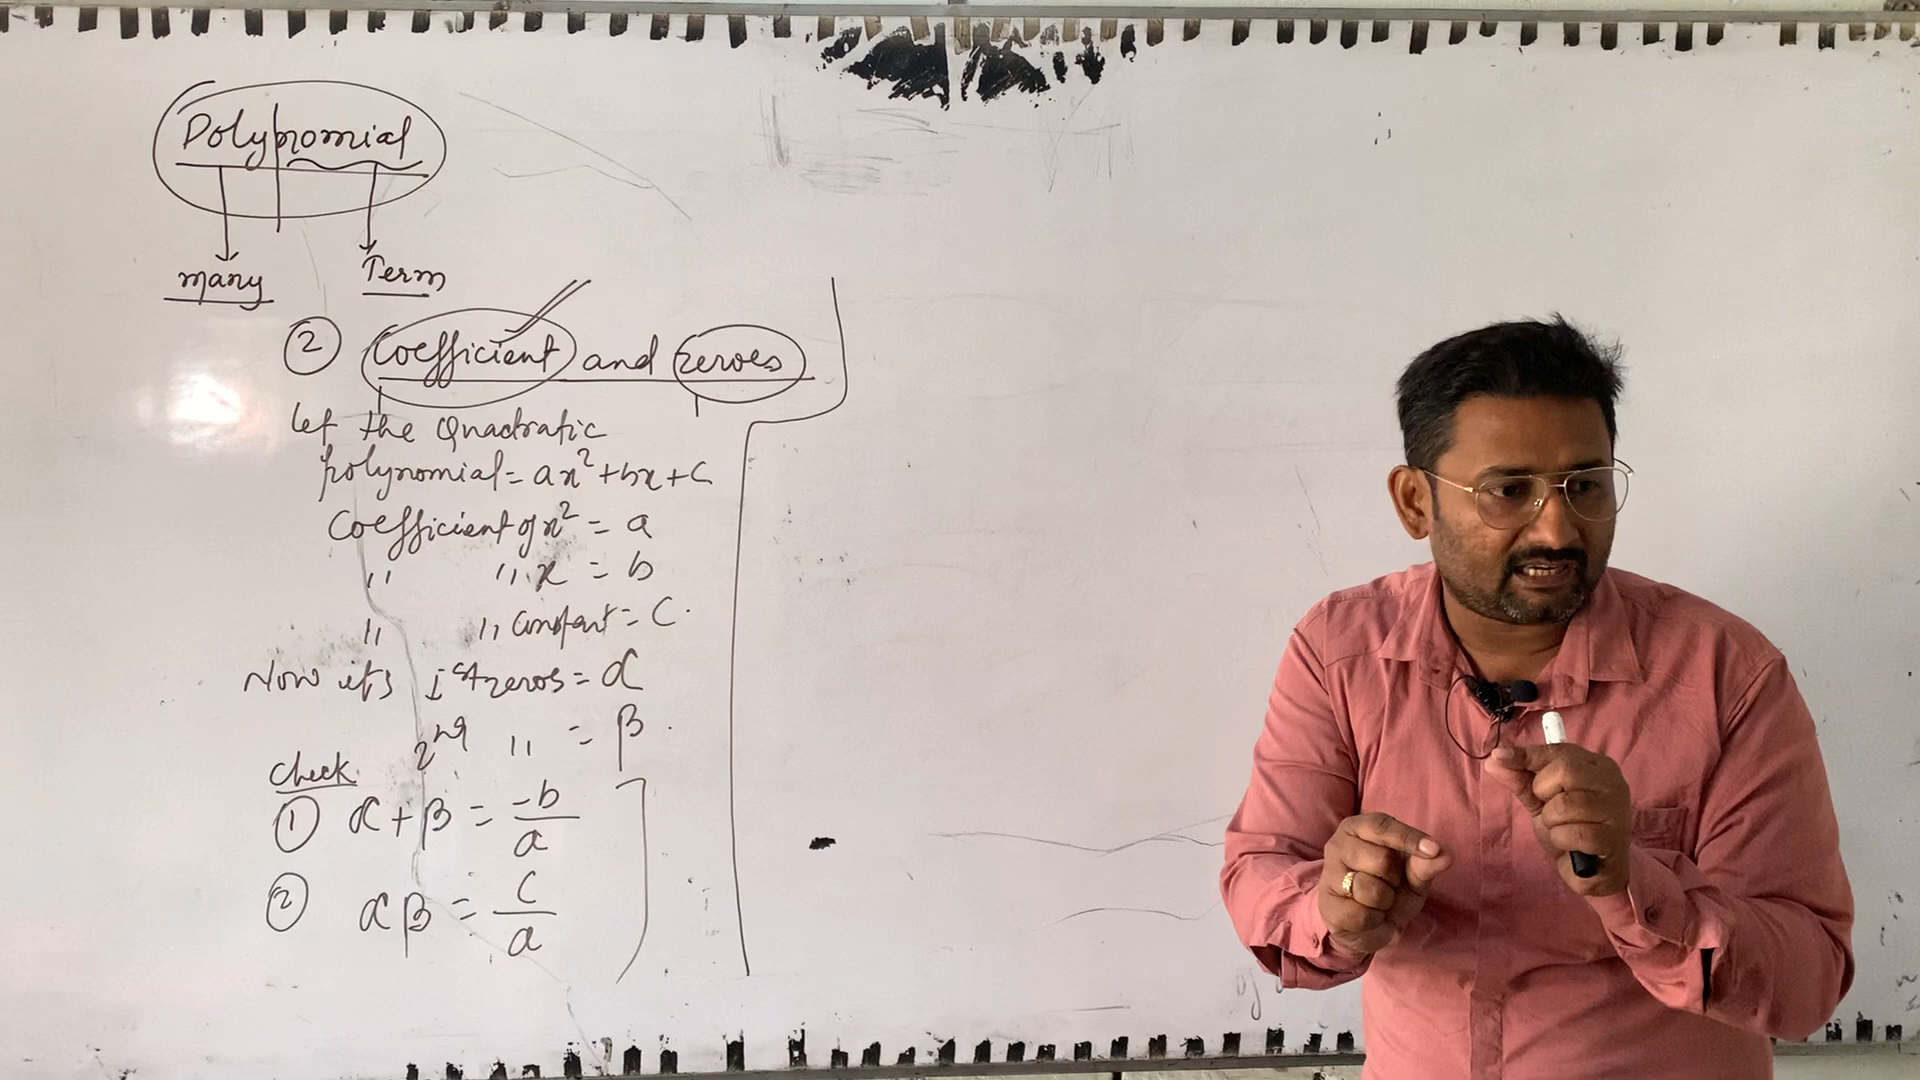 Polynomial
many Term
② Coefficient and zeroes
Let the Quadratic
polynomial = ax² + bx + c
Coefficient of x² = a
" " x = b
" " Constant = C.
Now its 1st zeros = α
2nd " = β.
Check
① α + β = -b/a
② αβ = c/a